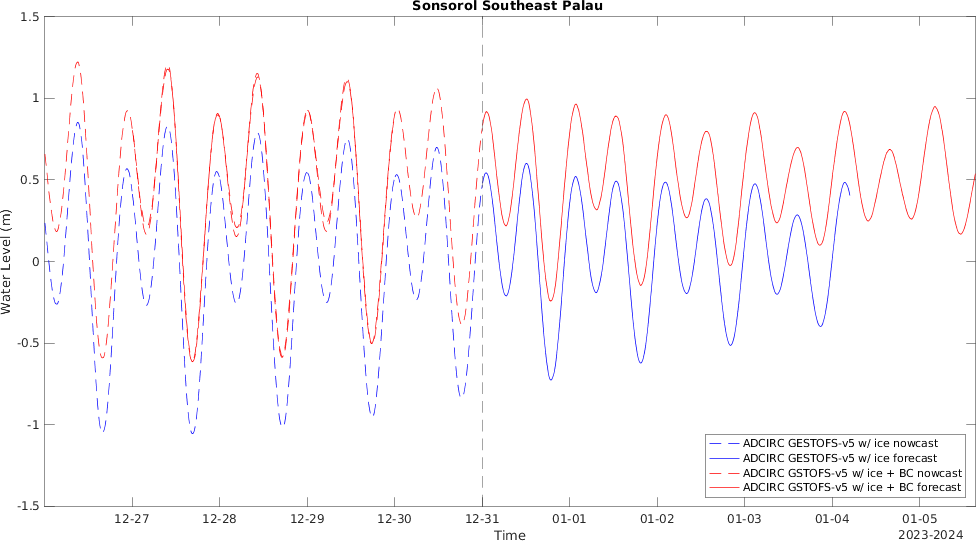 Sonsorol Southeast Palau
1.5
1
0.5
0
-0.5
-1
-1.5
Water Level (m)
12-27
12-28
12-29
12-30
12-31
01-01
01-02
01-03
01-04
01-05
Time
2023-2024
ADCIRC GESTOFS-v5 w/ ice nowcast
ADCIRC GESTOFS-v5 w/ ice forecast
ADCIRC GSTOFS-v5 w/ ice + BC nowcast
ADCIRC GSTOFS-v5 w/ ice + BC forecast